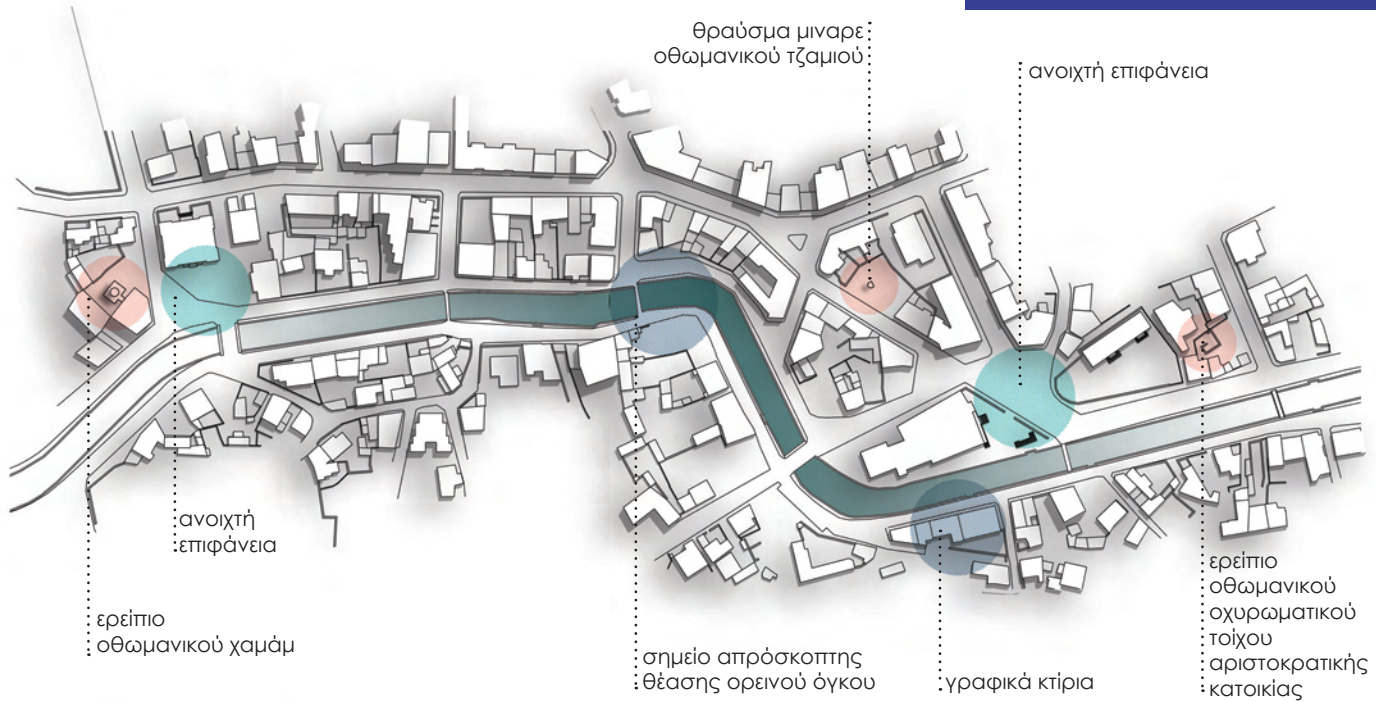 θραύσμα μιναρε
οθωμανικού τζαμιού
ανοιχτή επιφάνεια
ανοιχτή
επιφάνεια
ερείπιο
οθωμανικού χαμάμ
σημείο απρόσκοπτης
θέασης ορεινού όγκου
γραφικά κτίρια
ερείπιο
οθωμανικού
οχυρωματικού
τοίχου
αριστοκρατικής
κατοικίας